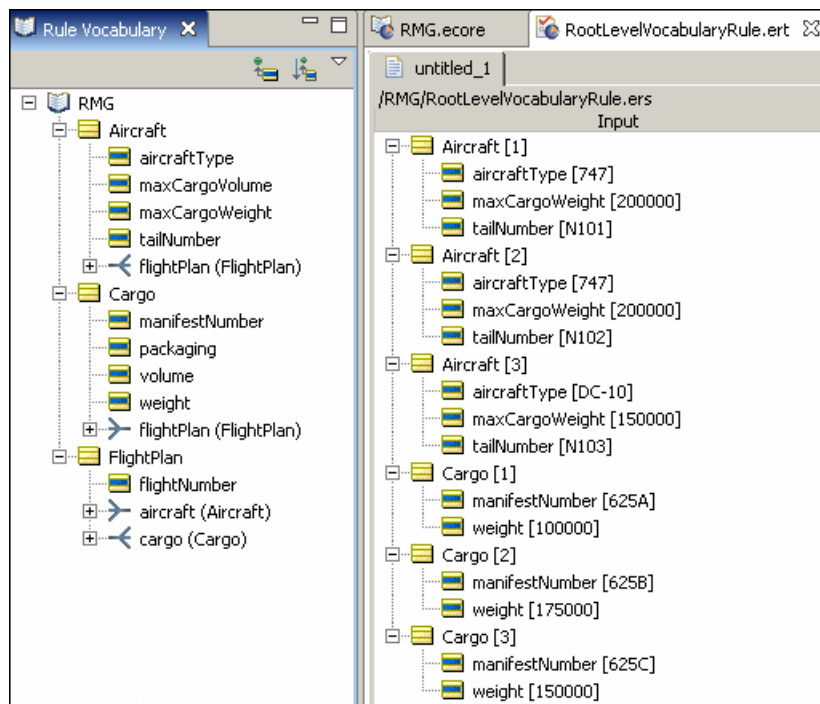 Rule Vocabulary
RMG
Aircraft
aircraftType
maxCargoVolume
maxCargoWeight
tailNumber
flightPlan (FlightPlan)
Cargo
manifestNumber
packaging
volume
weight
flightPlan (FlightPlan)
FlightPlan
flightNumber
aircraft (Aircraft)
cargo (Cargo)
RMG.ecore
RootLevelVocabularyRule.ert
untitled_1
/RMG/RootLevelVocabularyRule.ers
Input
Aircraft [1]
aircraftType [747]
maxCargoWeight [200000]
tailNumber [N101]
Aircraft [2]
aircraftType [747]
maxCargoWeight [200000]
tailNumber [N102]
Aircraft [3]
aircraftType [DC-10]
maxCargoWeight [150000]
tailNumber [N103]
Cargo [1]
manifestNumber [625A]
weight [100000]
Cargo [2]
manifestNumber [625B]
weight [175000]
Cargo [3]
manifestNumber [625C]
weight [150000]